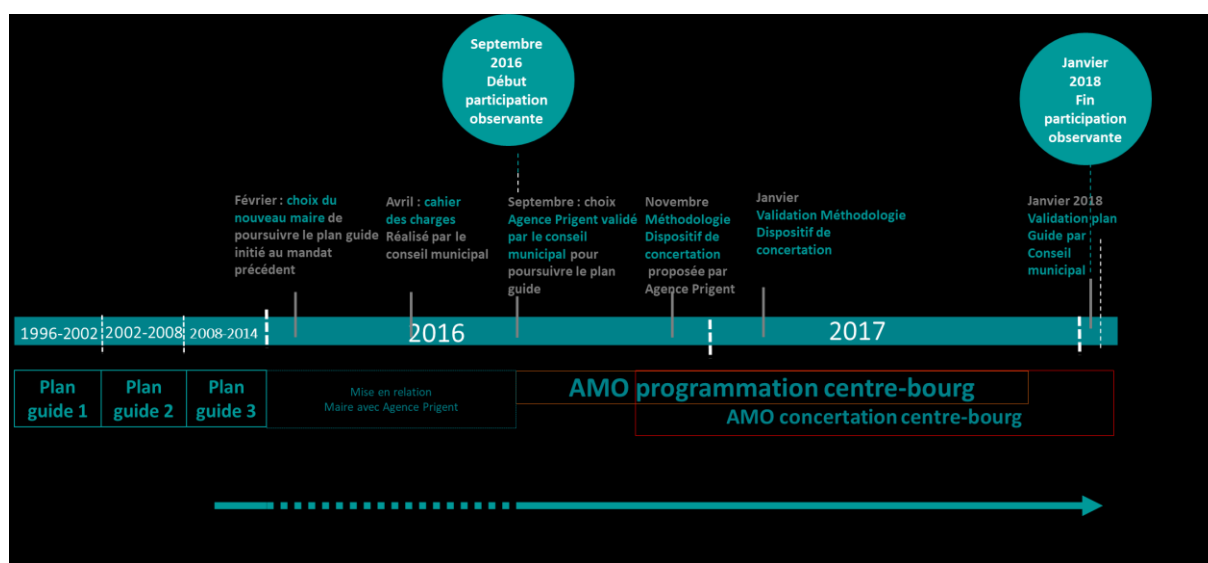 Septembre
2016
Début
participation
observante
Janvier
2018
Fin
participation
observante
Février : choix du
nouveau maire de
poursuivre le plan guide
initié au mandat
précédent
Avril : cahier
des charges
Réalisé par le
conseil municipal
Septembre : choix
Agence Prigent validé
par le conseil
municipal pour
poursuivre le plan
guide
Novembre
Méthodologie
Dispositif de
concertation
proposée par
Agence Prigent
Janvier
Validation Méthodologie
Dispositif de
concertation
Janvier 2018
Validation plan
Guide par
Conseil
municipal
1996-2002 2002-2008 2008-2014 2016 2017
Plan
guide 1
Plan
guide 2
Plan
guide 3
Mise en relation
Maire avec Agence Prigent
AMO programmation centre-bourg
AMO concertation centre-bourg